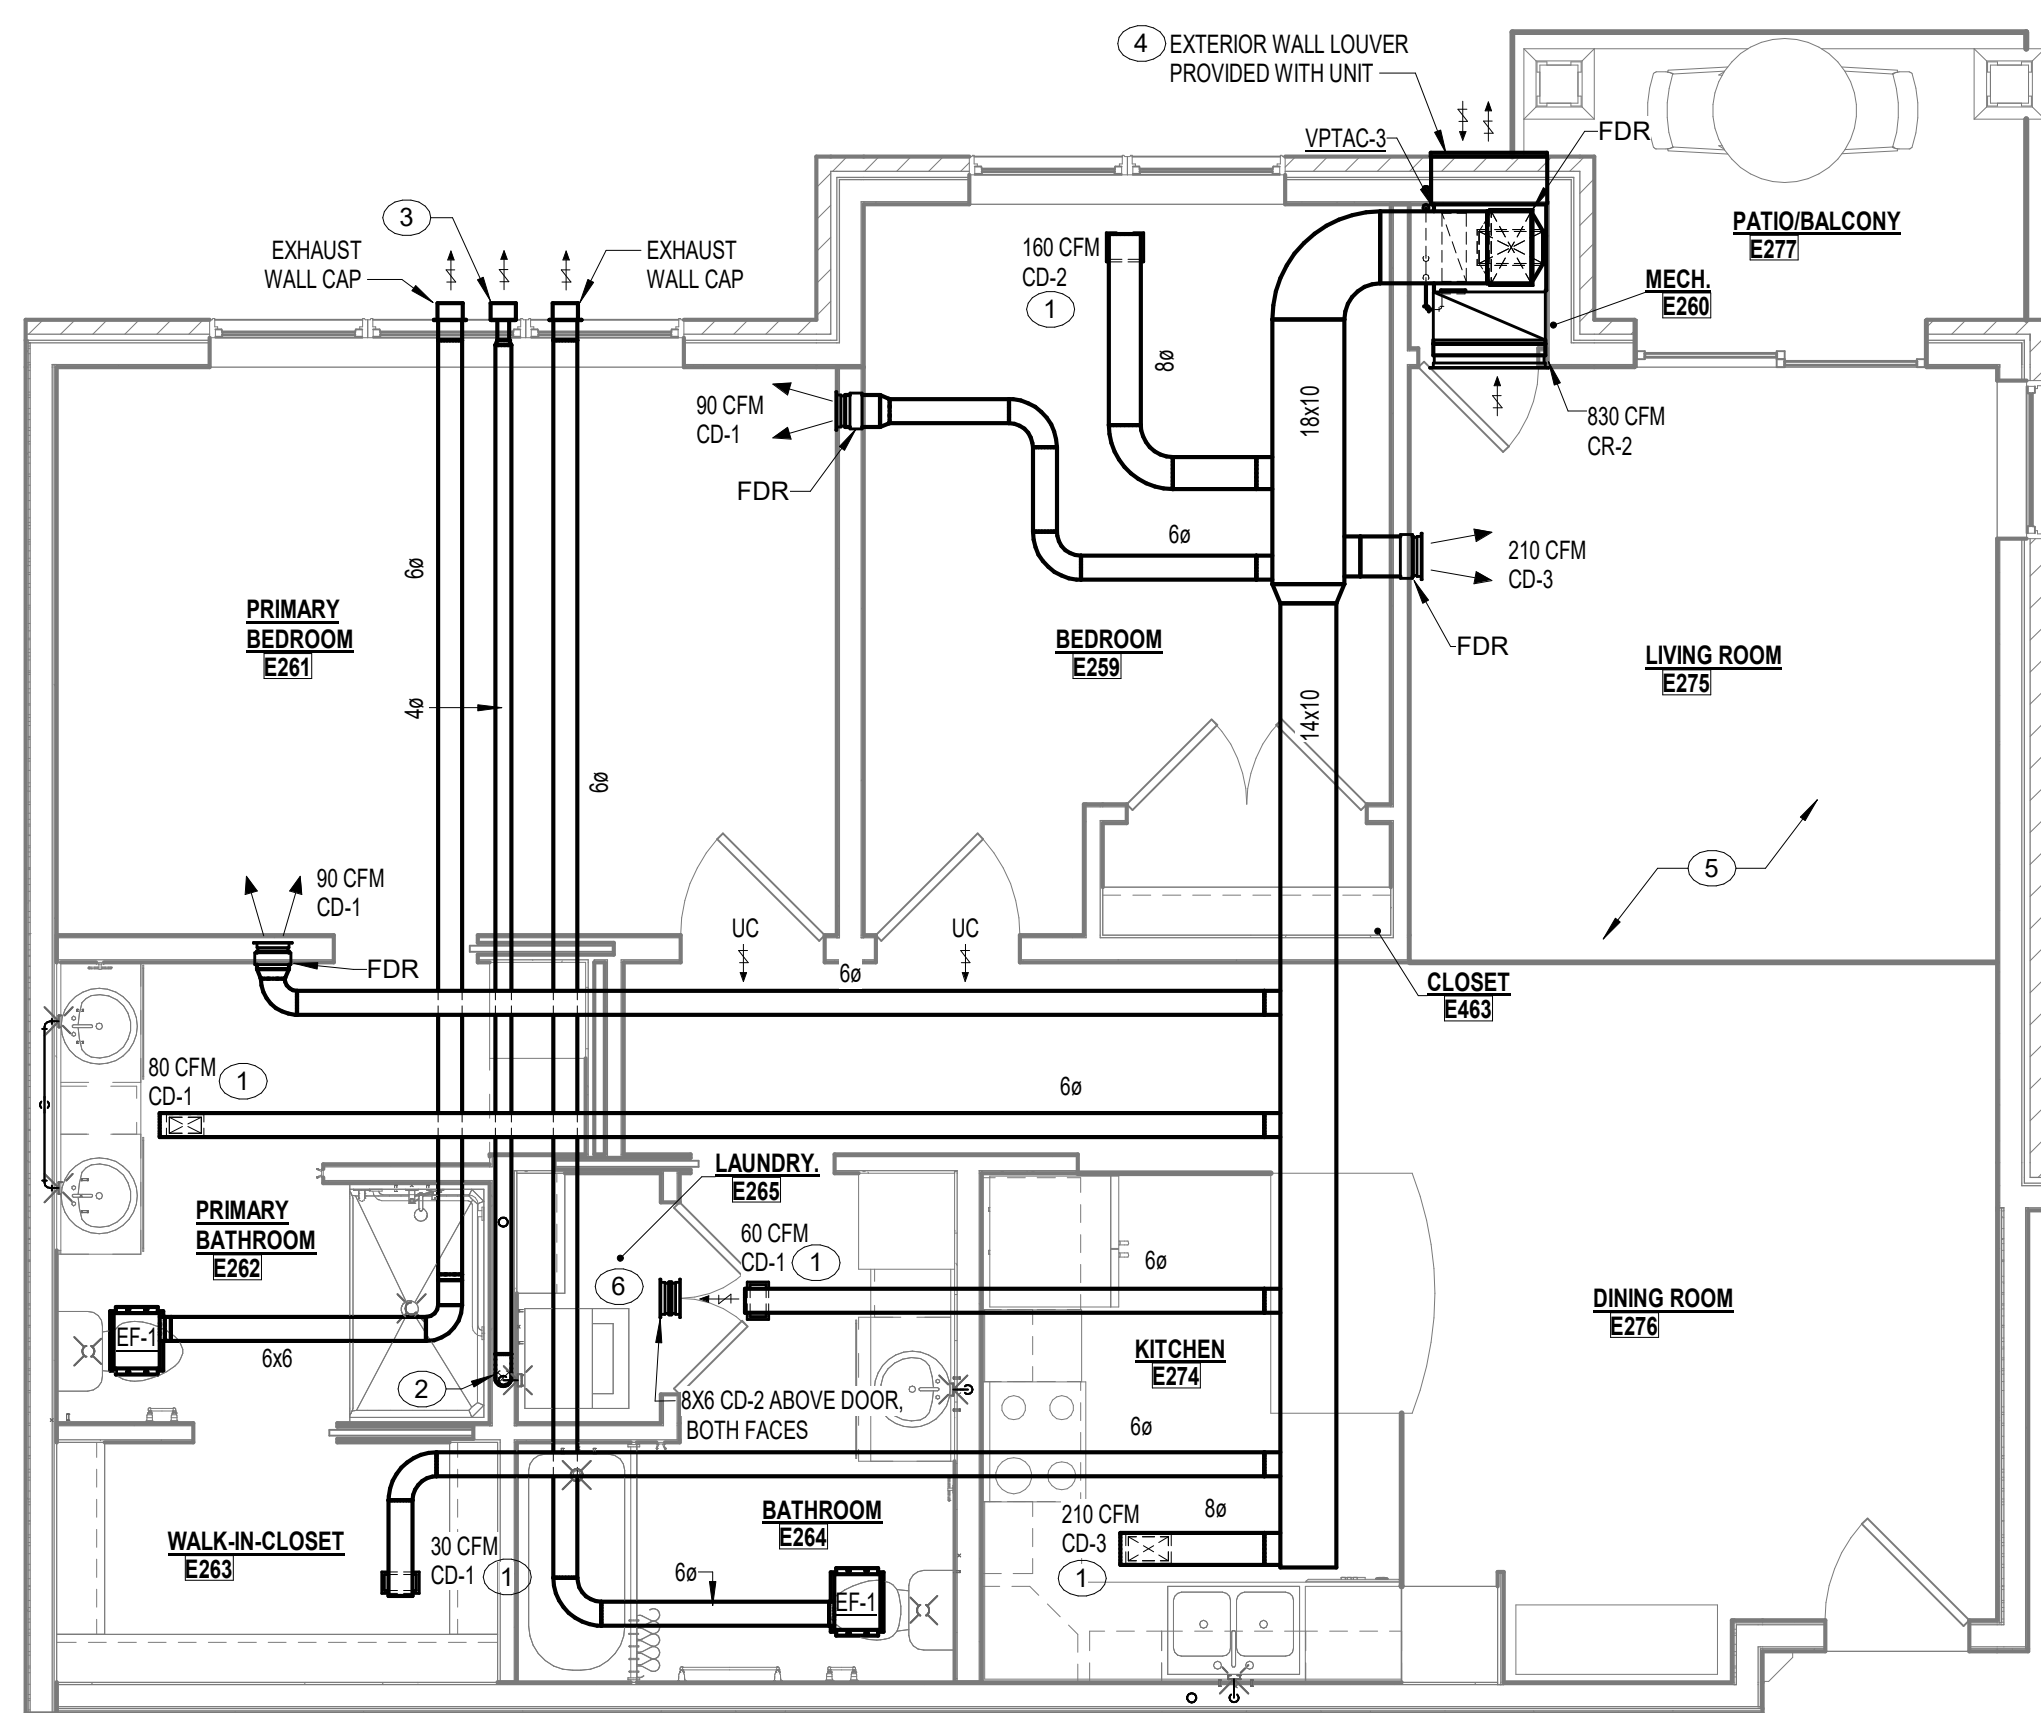 4
EXTERIOR WALL LOUVER
PROVIDED WITH UNIT
VPTAC-3
FDR
PATIO/BALCONY
E277
MECH.
E260
3
EXHAUST
WALL CAP
EXHAUST
WALL CAP
160 CFM
CD-2
1
8ø
18x10
90 CFM
CD-1
FDR
830 CFM
CR-2
6ø
6ø
210 CFM
CD-3
FDR
PRIMARY
BEDROOM
E261
BEDROOM
E259
LIVING ROOM
E275
4ø
14x10
6ø
5
90 CFM
CD-1
FDR
UC
UC
6ø
CLOSET
E463
80 CFM
CD-1
1
6ø
LAUNDRY.
E265
PRIMARY
BATHROOM
E262
60 CFM
CD-1
1
6ø
6
DINING ROOM
E276
EF-1
6x6
KITCHEN
E274
2
8X6 CD-2 ABOVE DOOR,
BOTH FACES
6ø
BATHROOM
E264
210 CFM
CD-3
1
8ø
WALK-IN-CLOSET
E263
30 CFM
CD-1
1
6ø
EF-1